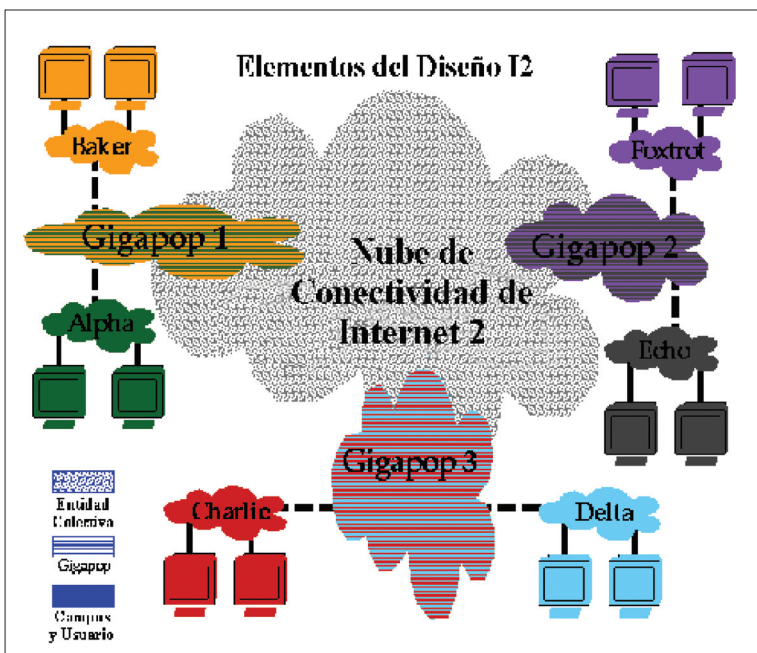 Elementos del Diseño I2
Baker
Foxtrot
Gigapop 1
Gigapop 2
Nube de
Conectividad de
Internet 2
Alpha
Echo
Gigapop 3
Charlie
Delta
Entidad
Colectiva
Gigapop
Campus
y Usuario